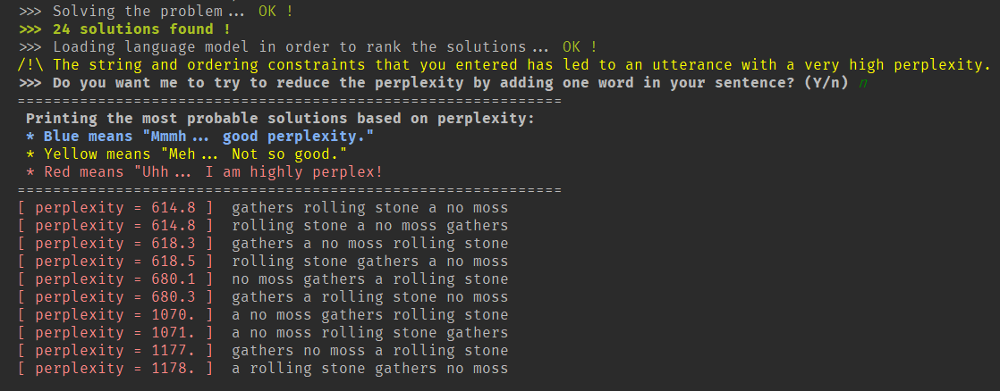 >>> Solving the problem... OK !
>>> 24 solutions found !
>>> Loading language model in order to rank the solutions... OK !
/!\ The string and ordering constraints that you entered has led to an utterance with a very high perplexity.
>>> Do you want me to try to reduce the perplexity by adding one word in your sentence? (Y/n) n
=============================================================
Printing the most probable solutions based on perplexity:
* Blue means "Mmmh... good perplexity."
* Yellow means "Meh... Not so good."
* Red means "Uhh... I am highly perplex!
=============================================================
[ perplexity = 614.8 ]  gathers rolling stone a no moss
[ perplexity = 614.8 ]  rolling stone a no moss gathers
[ perplexity = 618.3 ]  gathers a no moss rolling stone
[ perplexity = 618.5 ]  rolling stone gathers a no moss
[ perplexity = 680.1 ]  no moss gathers a rolling stone
[ perplexity = 680.3 ]  gathers a rolling stone no moss
[ perplexity = 1070. ]  a no moss gathers rolling stone
[ perplexity = 1071. ]  a no moss rolling stone gathers
[ perplexity = 1177. ]  gathers no moss a rolling stone
[ perplexity = 1178. ]  a rolling stone gathers no moss